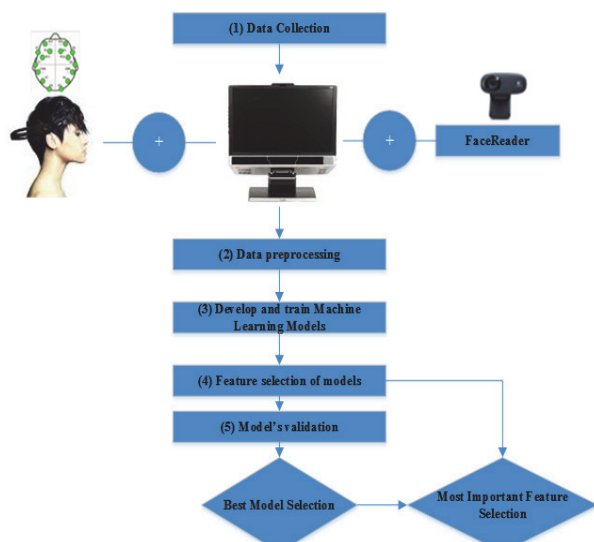 (1) Data Collection
+
+
FaceReader
(2) Data preprocessing
(3) Develop and train Machine
Learning Models
(4) Feature selection of models
(5) Model's validation
Best Model Selection
Most Important Feature
Selection